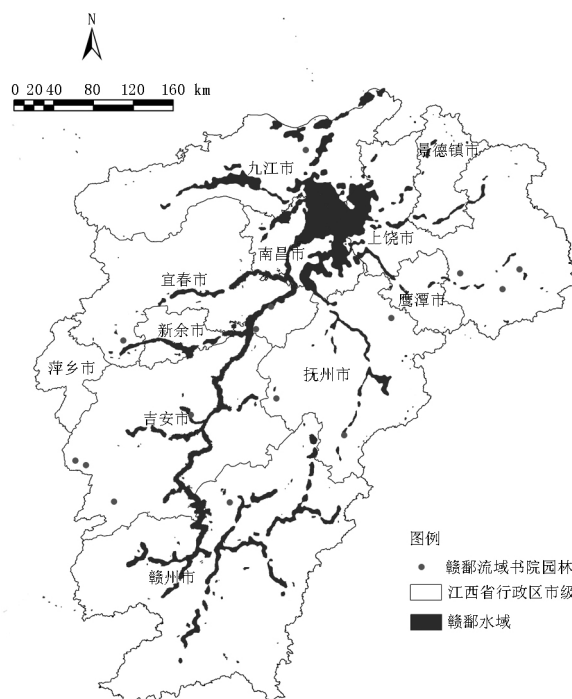 N
0 20 40 80 120 160 km
景德镇市
九江市
上饶市
南昌市
宜春市
鹰潭市
新余市
萍乡市
抚州市
吉安市
赣州市
图例
赣鄱流域书院园林
江西省行政区市级
赣鄱水域